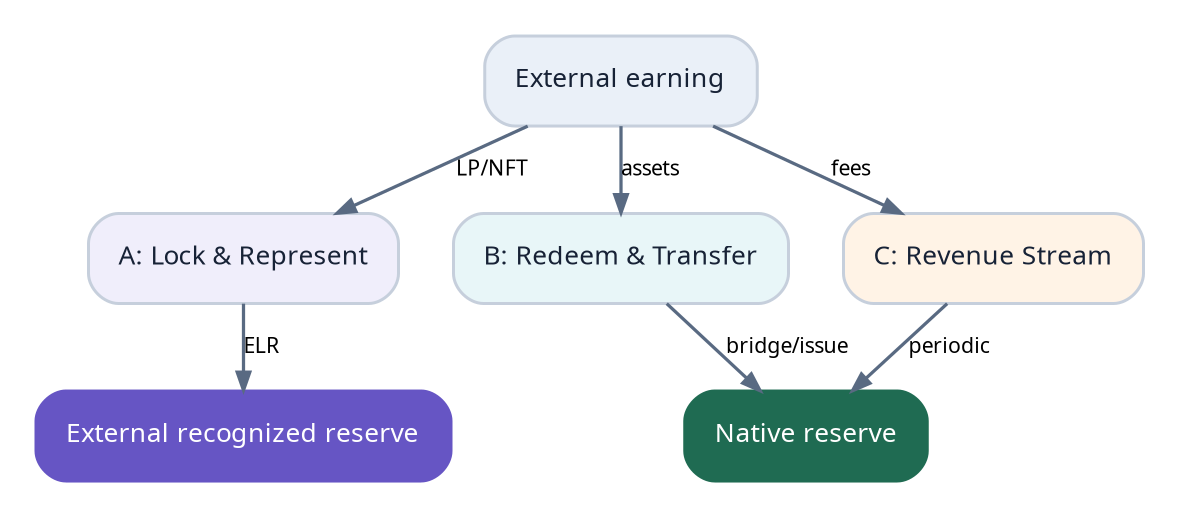 External earning
LP/NFT
assets
fees
A: Lock & Represent
B: Redeem & Transfer
C: Revenue Stream
ELR
bridge/issue
periodic
External recognized reserve
Native reserve